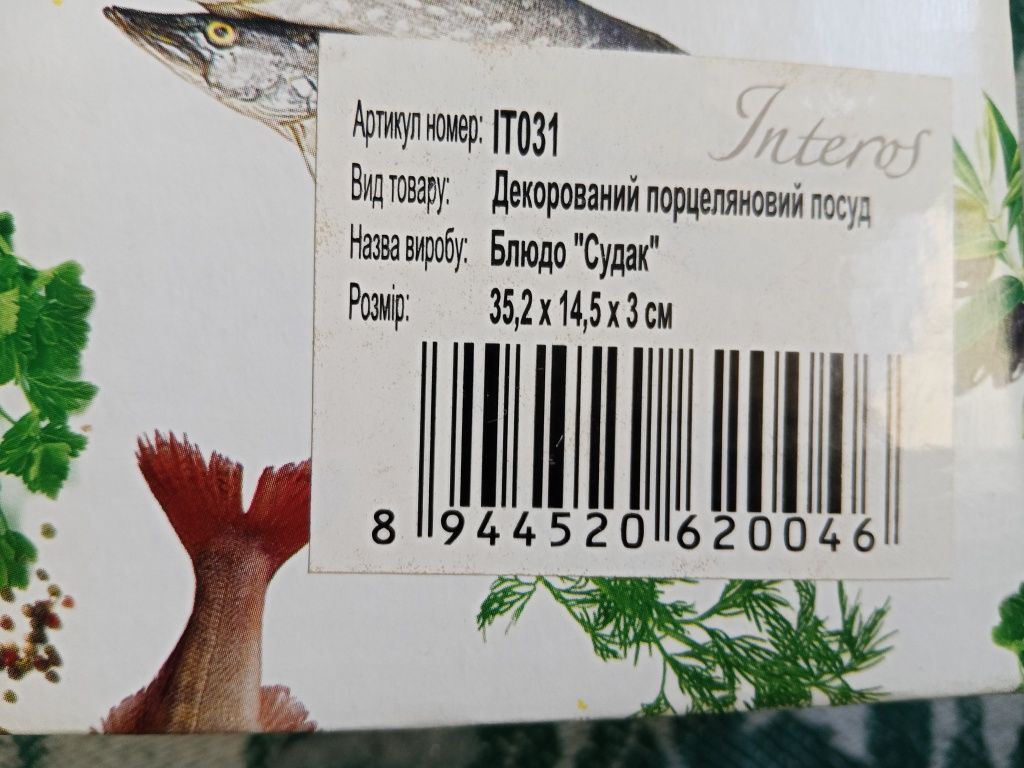 Interos
Артикул номер: IT031
Вид товару: Декорований порцеляновий посуд
Назва виробу: Блюдо "Судак"
Розмір: 35,2 x 14,5 x 3 см
8 944520 620046